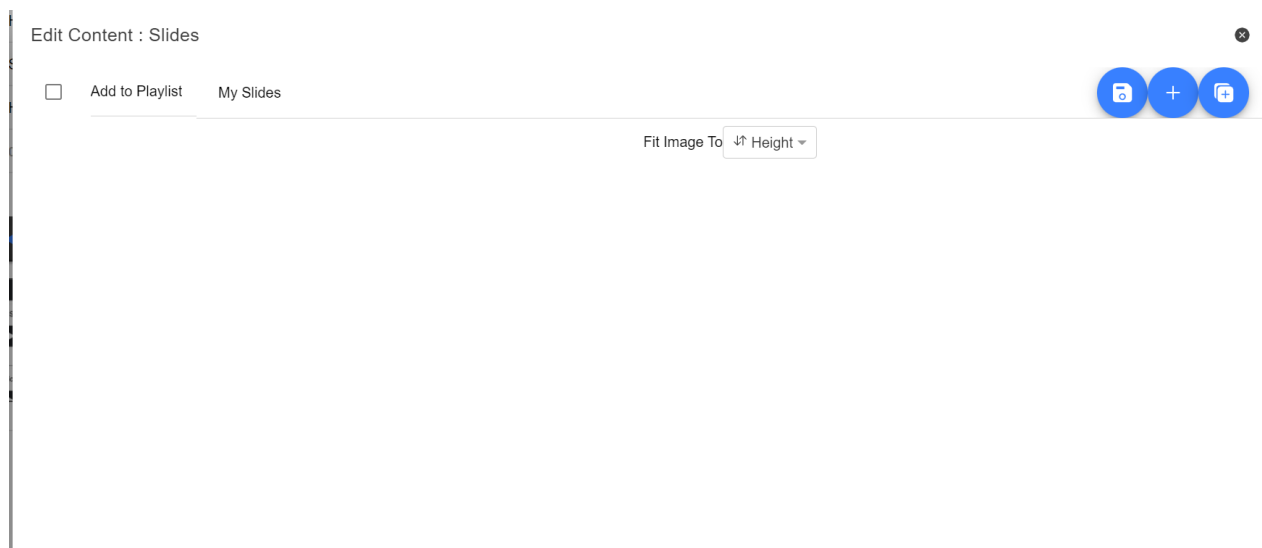 Edit Content : Slides
Add to Playlist
My Slides
Fit Image To
Height